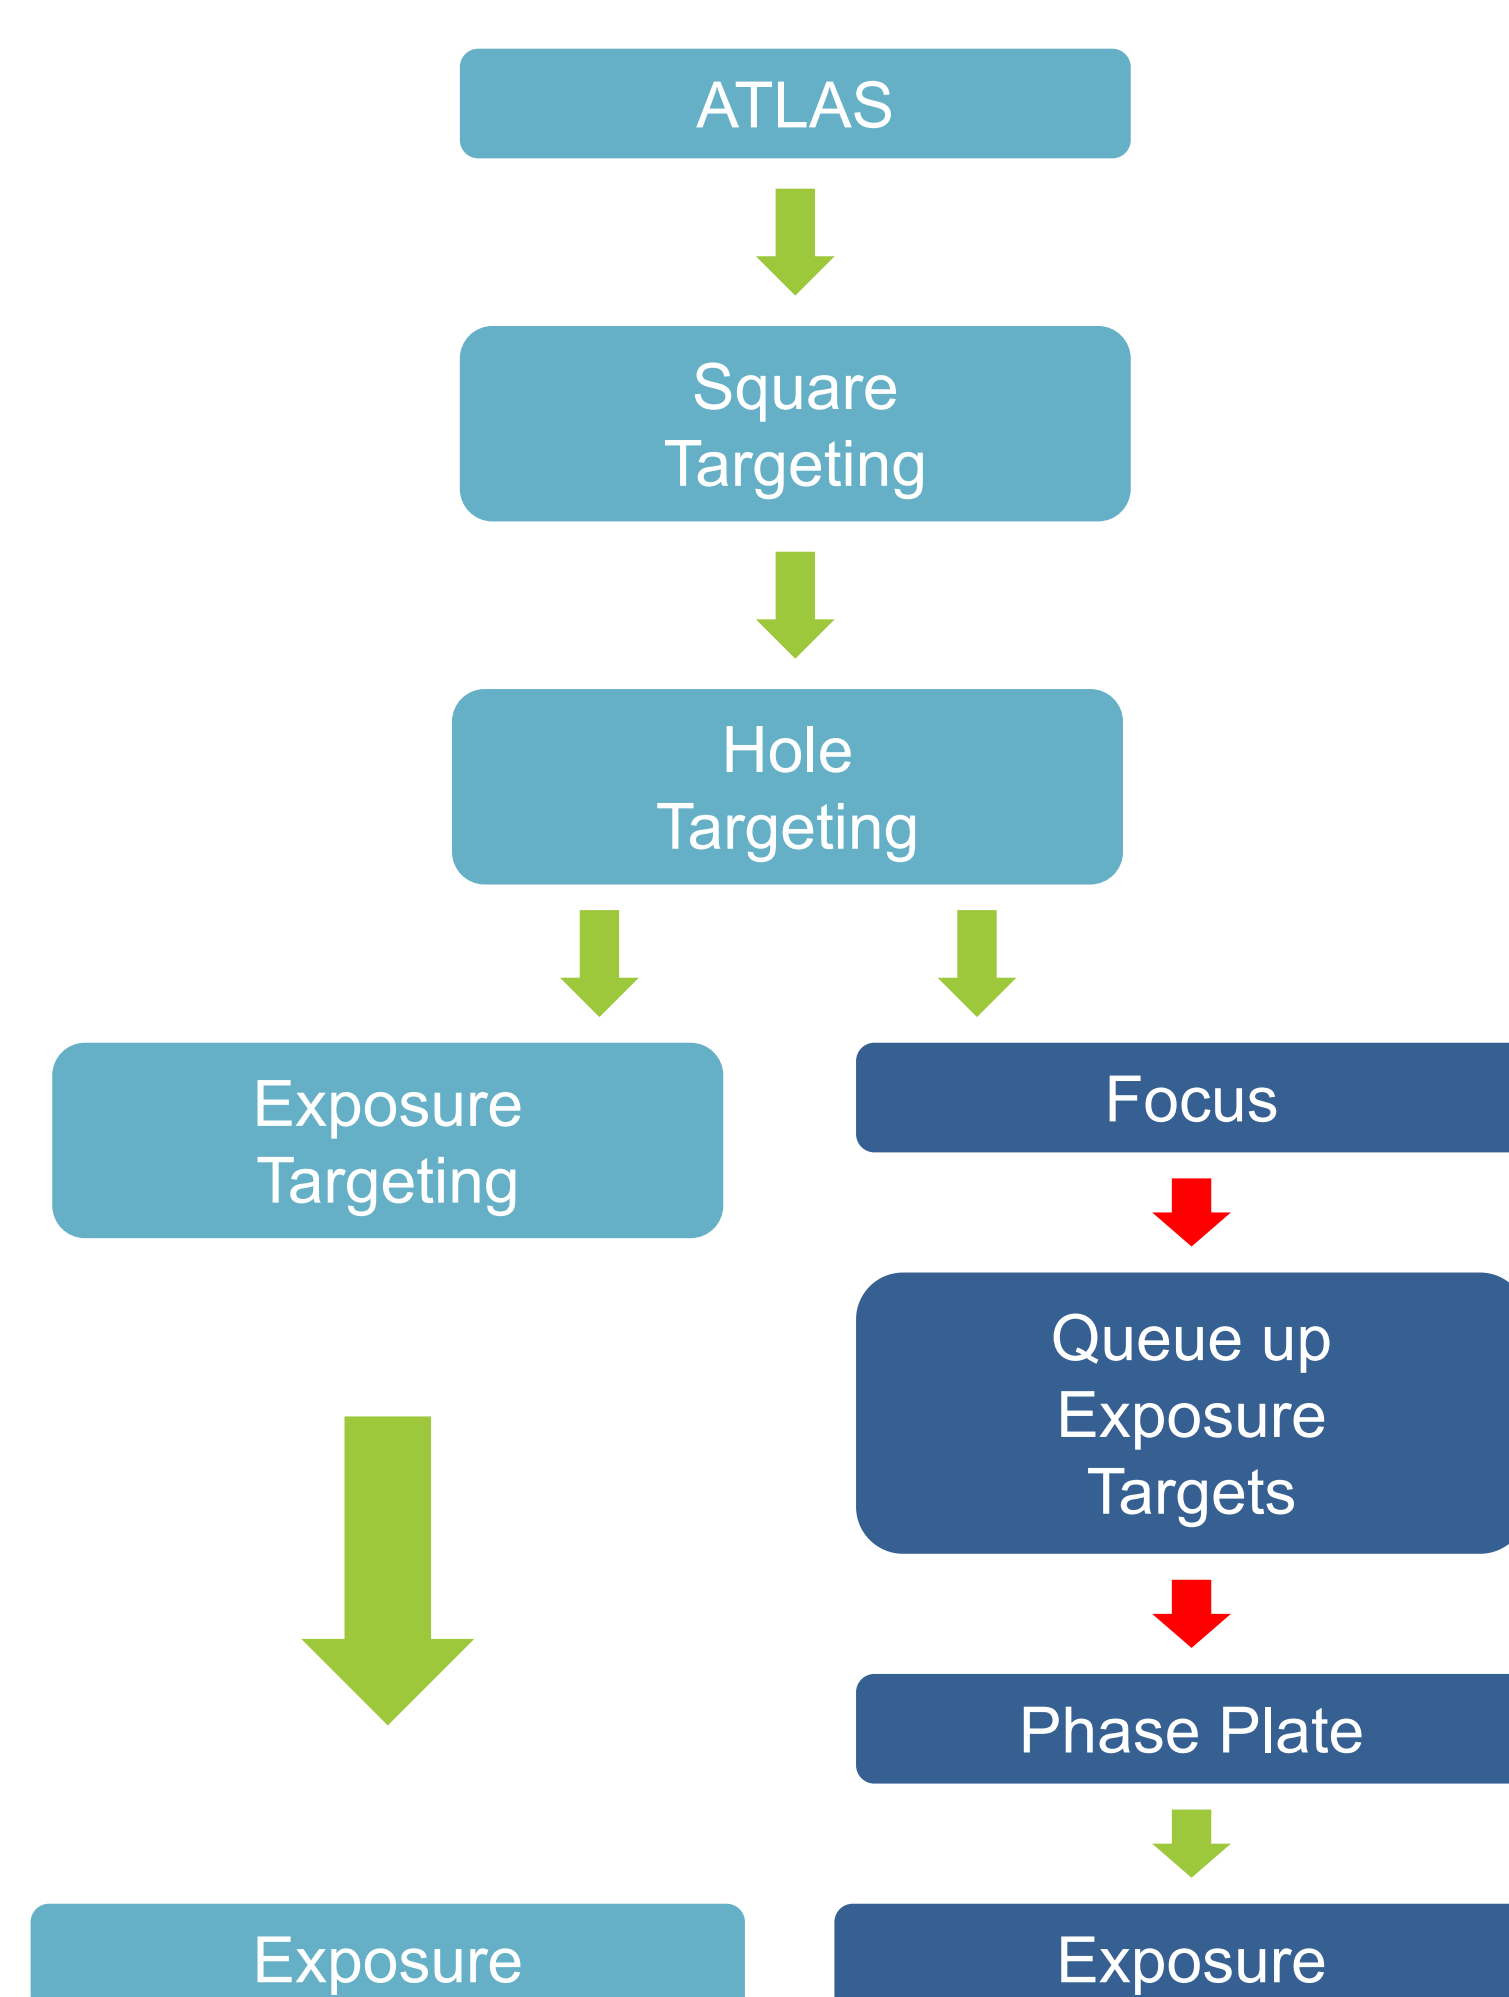 ATLAS
Square
Targeting
Hole
Targeting
Exposure
Targeting
Focus
Queue up
Exposure
Targets
Phase Plate
Exposure
Exposure